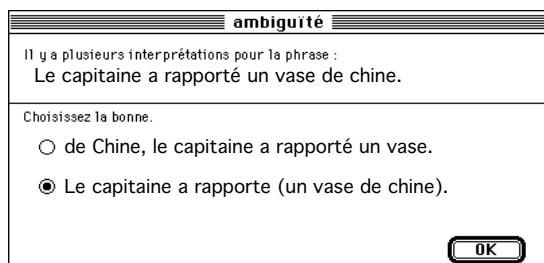 ambiguïté
Il y a plusieurs interprétations pour la phrase :
Le capitaine a rapporté un vase de chine.
Choisissez la bonne.
de Chine, le capitaine a rapporté un vase.
Le capitaine a rapporte (un vase de chine).
OK